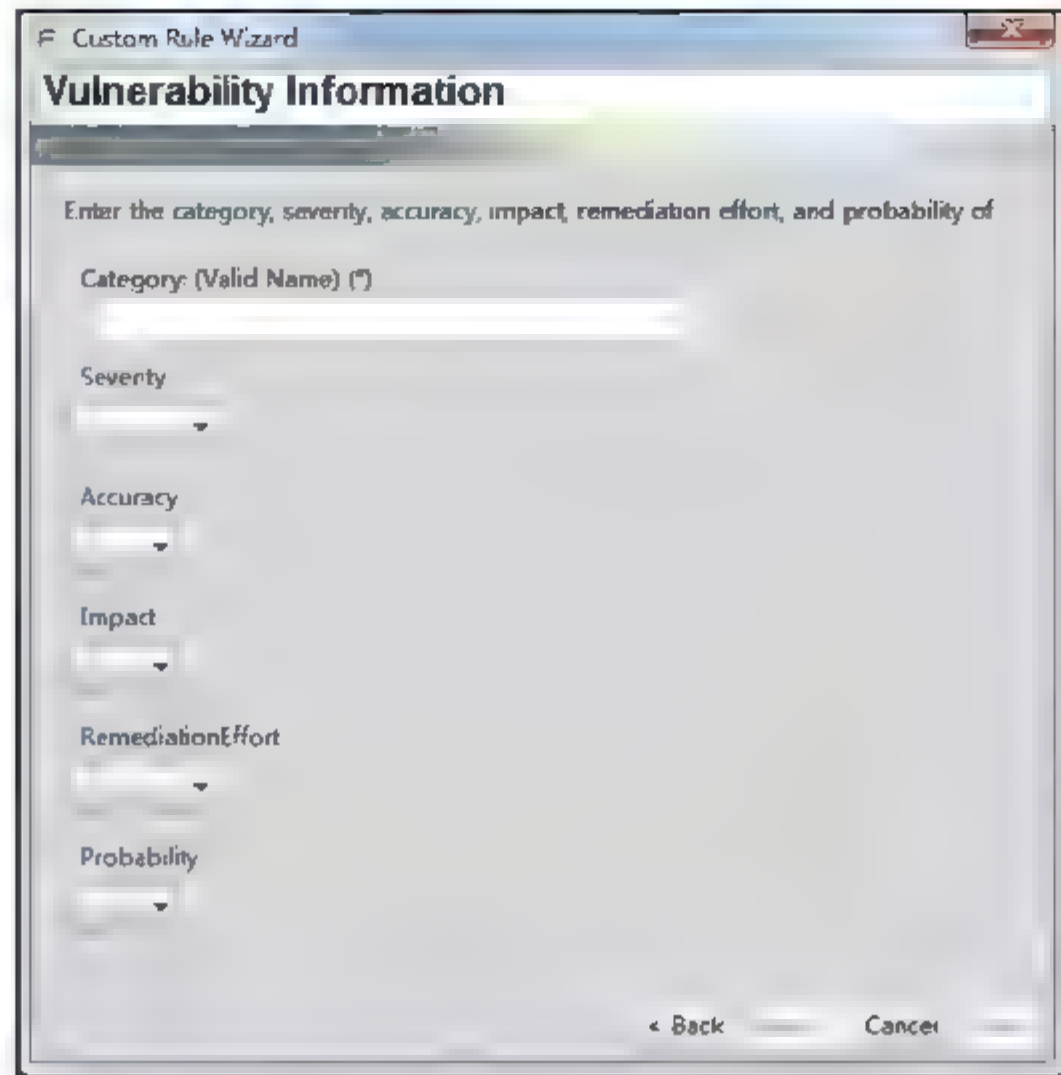 Custom Rule Wizard
Vulnerability Information
Enter the category, severity, accuracy, impact, remediation effort, and probability of
Category: (Valid Name) (*)
Severity
Accuracy
Impact
RemediationEffort
Probability
< Back Cancel